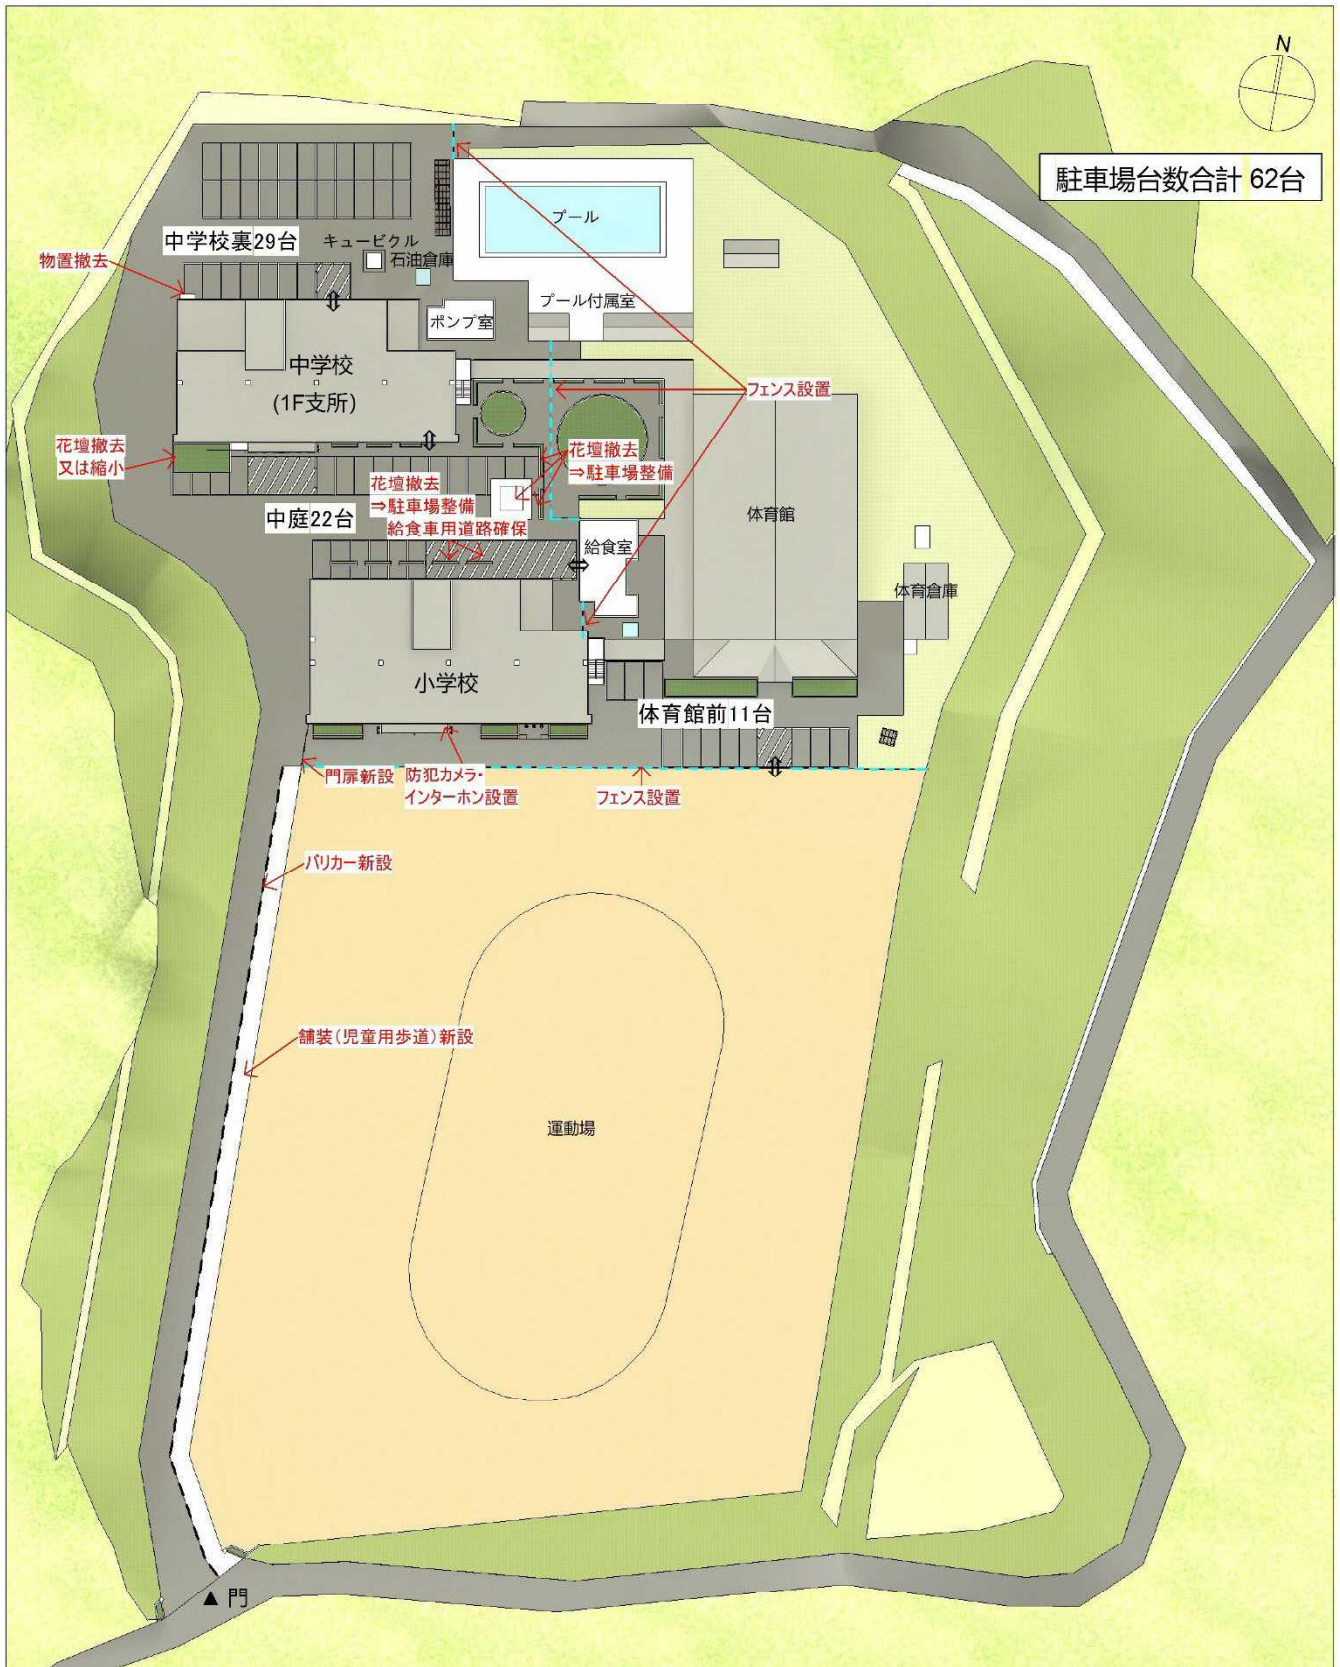 N
駐車場台数合計 62台
プール
中学校裏29台
キュービクル
石油倉庫
物置撤去
プール付属室
ポンプ室
中学校
(1F支所)
フェンス設置
花壇撤去
又は縮小
花壇撤去
⇒駐車場整備
花壇撤去
⇒駐車場整備
給食車用道路確保
中庭22台
体育館
給食室
体育倉庫
小学校
体育館前11台
門扉新設
防犯カメラ・
インターホン設置
フェンス設置
バリカー新設
舗装(児童用歩道)新設
運動場
▲ 門